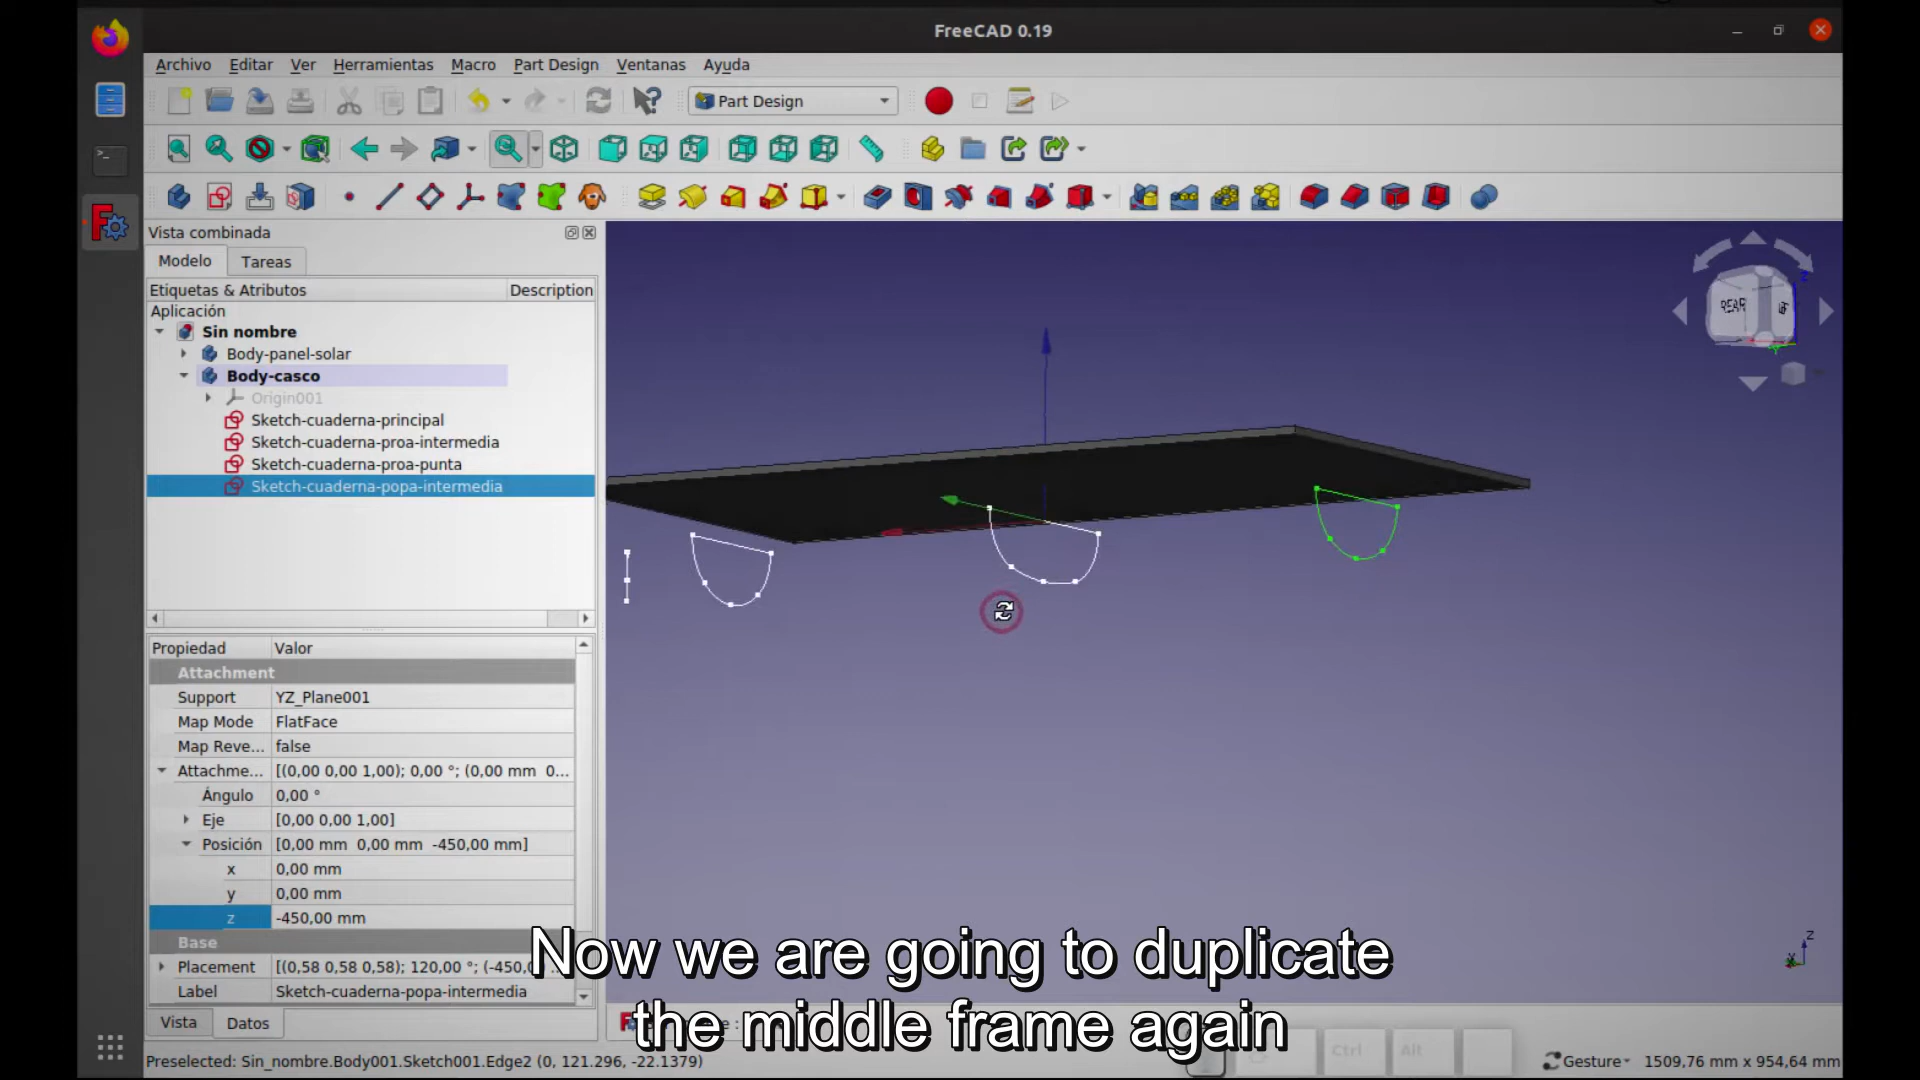 FreeCAD 0.19
Archivo Editar Ver Herramientas Macro Part Design Ventanas Ayuda
Part Design
Vista combinada
Modelo Tareas
Etiquetas & Atributos Description
Aplicación
Sin nombre
Body-panel-solar
Body-casco
Origin001
Sketch-cuaderna-principal
Sketch-cuaderna-proa-intermedia
Sketch-cuaderna-proa-punta
Sketch-cuaderna-popa-intermedia
REAR
Z
Propiedad Valor
Attachment
Support YZ_Plane001
Map Mode FlatFace
Map Reve... false
Attachme... [(0,00 0,00 1,00); 0,00 °; (0,00 mm 0...
Ángulo 0,00 °
Eje [0,00 0,00 1,00]
Posición [0,00 mm 0,00 mm -450,00 mm]
x 0,00 mm
y 0,00 mm
z -450,00 mm
Base
Placement [(0,58 0,58 0,58); 120,00 °; (-450,0
Label Sketch-cuaderna-popa-intermedia
Vista Datos
Z
Now we are going to duplicate
the middle frame again
Ctrl Alt
Preselected: Sin_nombre.Body001.Sketch001.Edge2 (0, 121.296, -22.1379)
Gesture 1509,76 mm x 954,64 mm